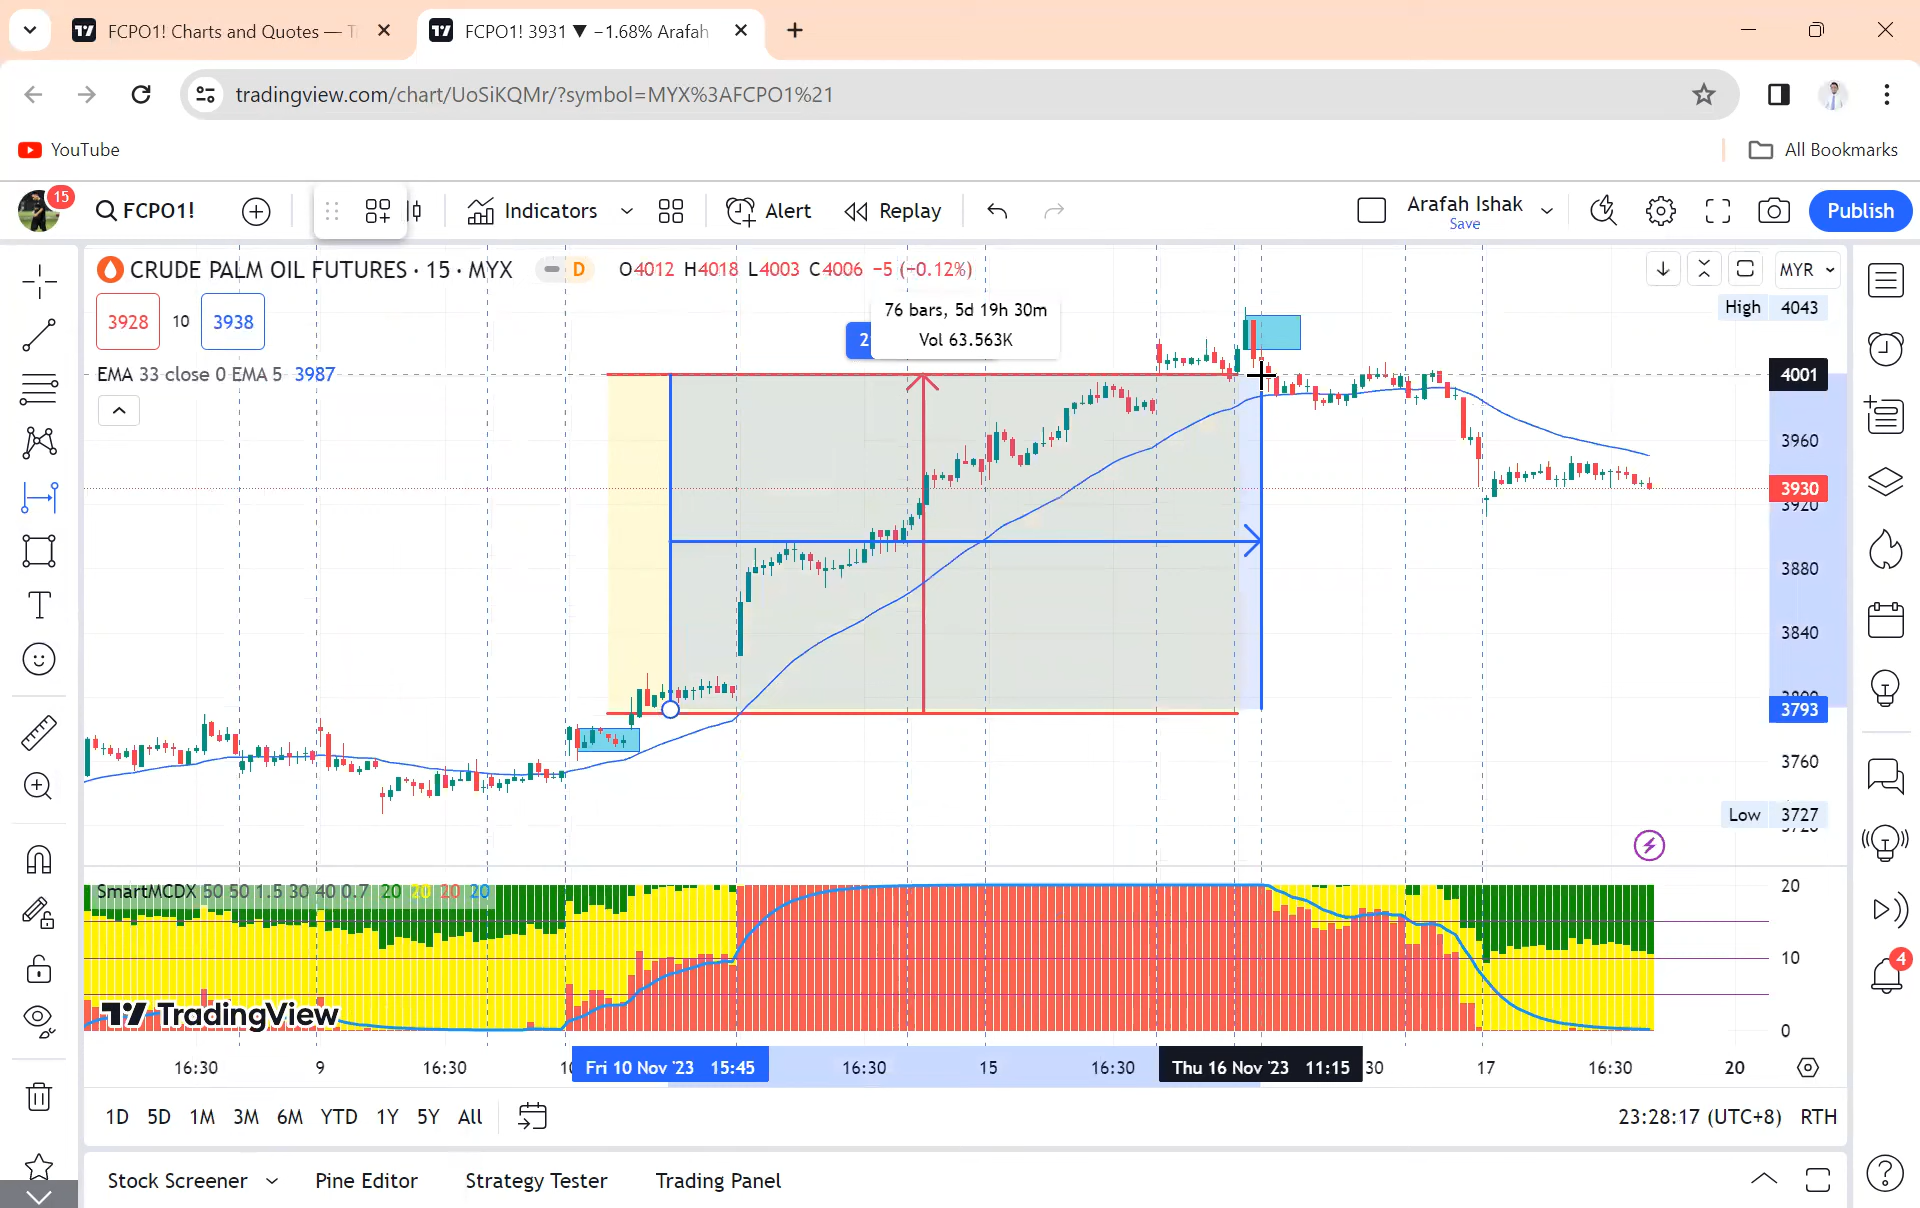 FCPO1! Charts and Quotes —
FCPO1! 3931 ▼ −1.68% Arafah
tradingview.com/chart/UoSiKQMr/?symbol=MYX%3AFCPO1%21
YouTube
All Bookmarks
15
FCPO1!
Indicators
Alert
Replay
Arafah Ishak
Save
Publish
CRUDE PALM OIL FUTURES · 15 · MYX
D
O4012 H4018 L4003 C4006 −5 (−0.12%)
MYR
3928
10
3938
76 bars, 5d 19h 30m
Vol 63.563K
2
High 4043
EMA 33 close 0 EMA 5 3987
4001
3960
3930
3920
3880
3840
3793
3760
Low 3727
SmartMCDX 50 50 1.5 30 40 0.7 20 20 20 20
20
10
0
TradingView
4
16:30
9
16:30
Fri 10 Nov '23 15:45
16:30
15
16:30
Thu 16 Nov '23 11:15
30
17
16:30
20
1D 5D 1M 3M 6M YTD 1Y 5Y All
23:28:17 (UTC+8) RTH
Stock Screener
Pine Editor
Strategy Tester
Trading Panel